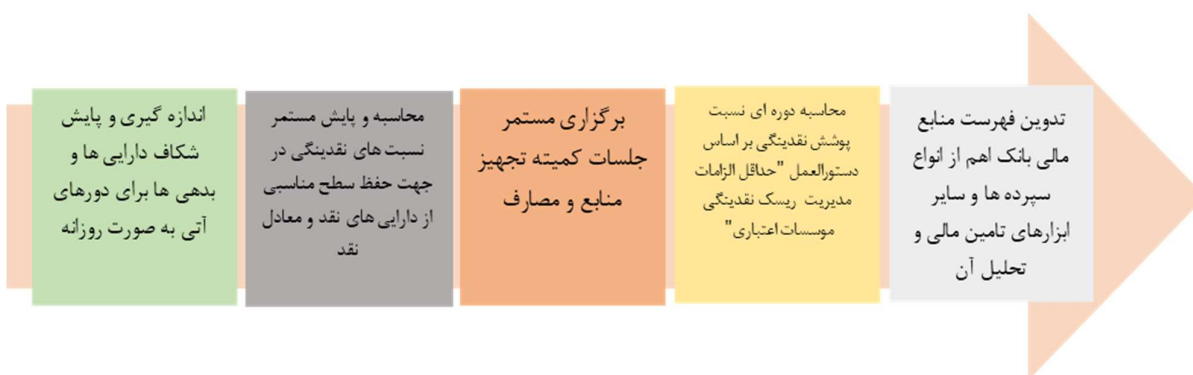 تدوین فهرست منابع
مالی بانک اهم از انواع
سپرده ها و سایر
ابزارهای تامین مالی و
تحلیل آن
محاسبه دوره ای نسبت
پوشش نقدینگی بر اساس
دستورالعمل "حداقل الزامات
مدیریت ریسک نقدینگی
موسسات اعتباری"
برگزاری مستمر
جلسات کمیته تجهیز
منابع و مصارف
محاسبه و پایش مستمر
نسبت های نقدینگی در
جهت حفظ سطح مناسبی
از دارایی های نقد و معادل
نقد
اندازه گیری و پایش
شکاف دارایی ها و
بدهی ها برای دورهای
آتی به صورت روزانه